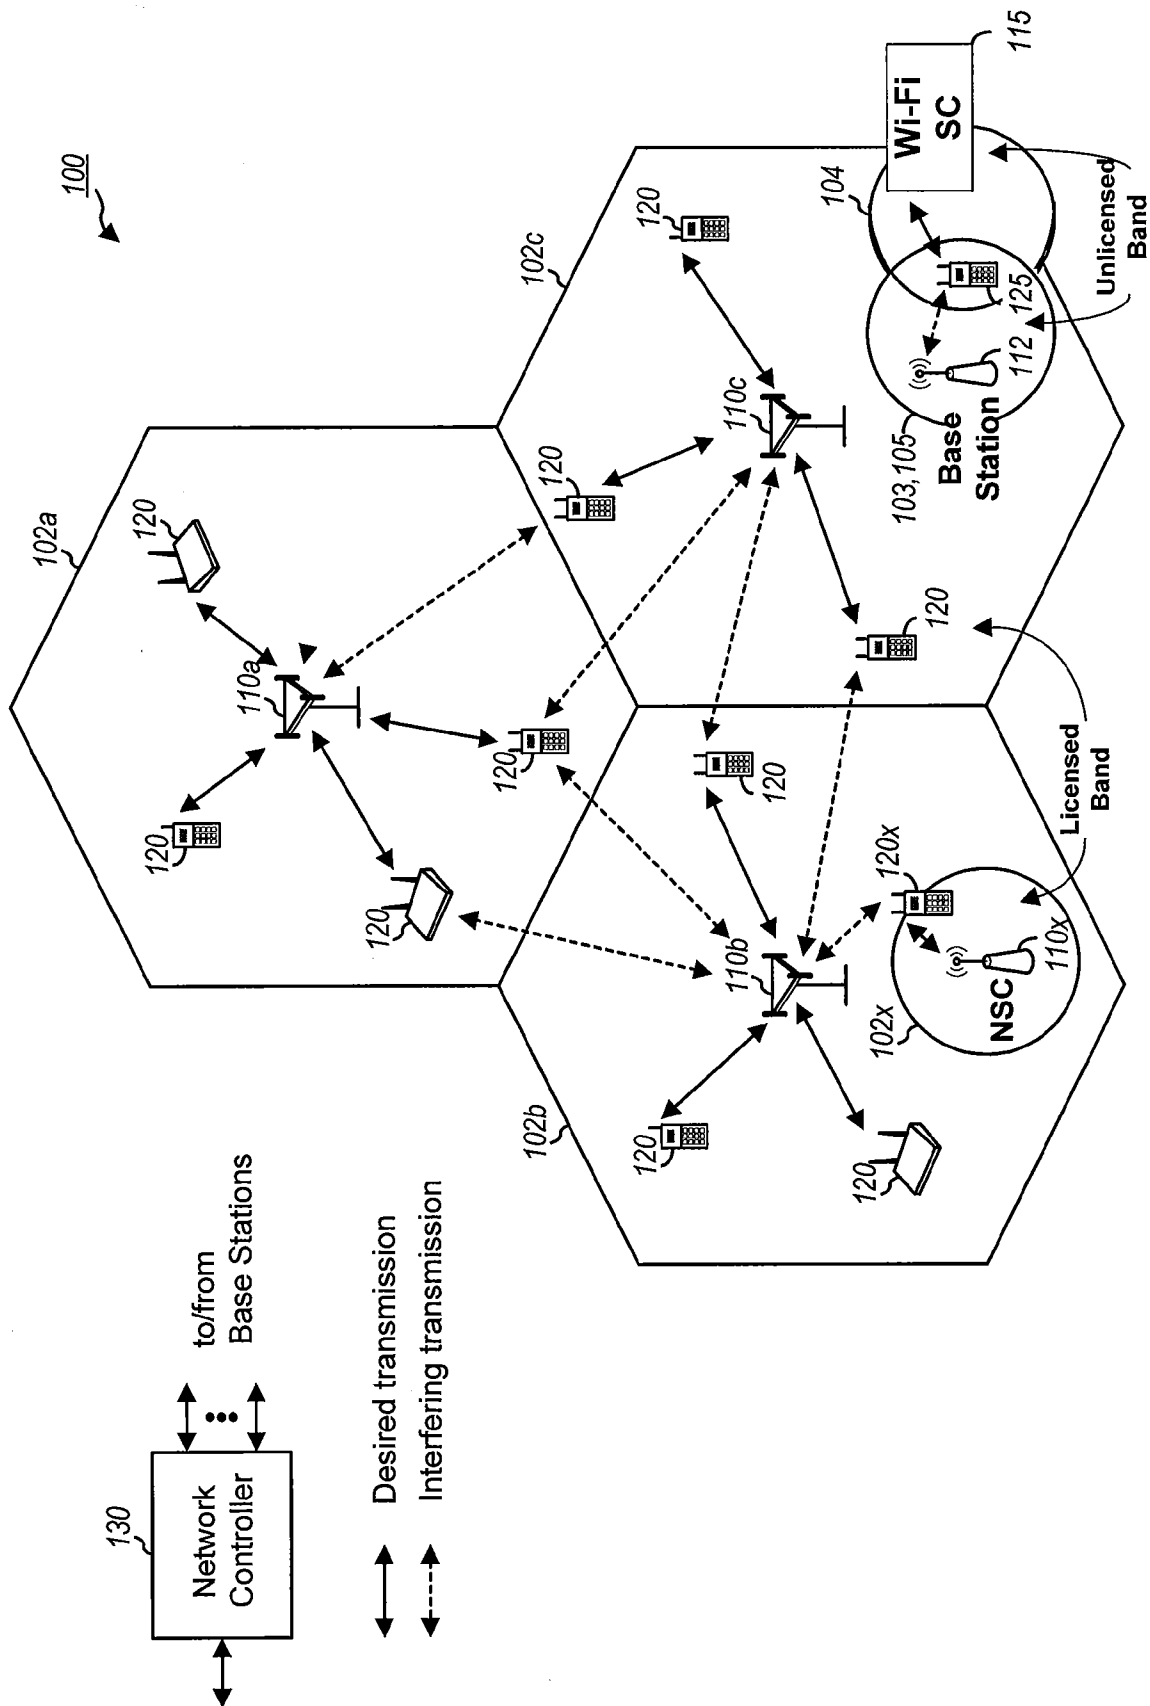 100
130
Network
Controller
to/from
Base Stations
Desired transmission
Interfering transmission
102a
120
120
110a
120
120
102b
120
120
110b
120
120x
NSC
102x
110x
Licensed
Band
102c
120
120
110c
120
104
Wi-Fi
SC
115
103,105
Base
Station
112
125
Unlicensed
Band